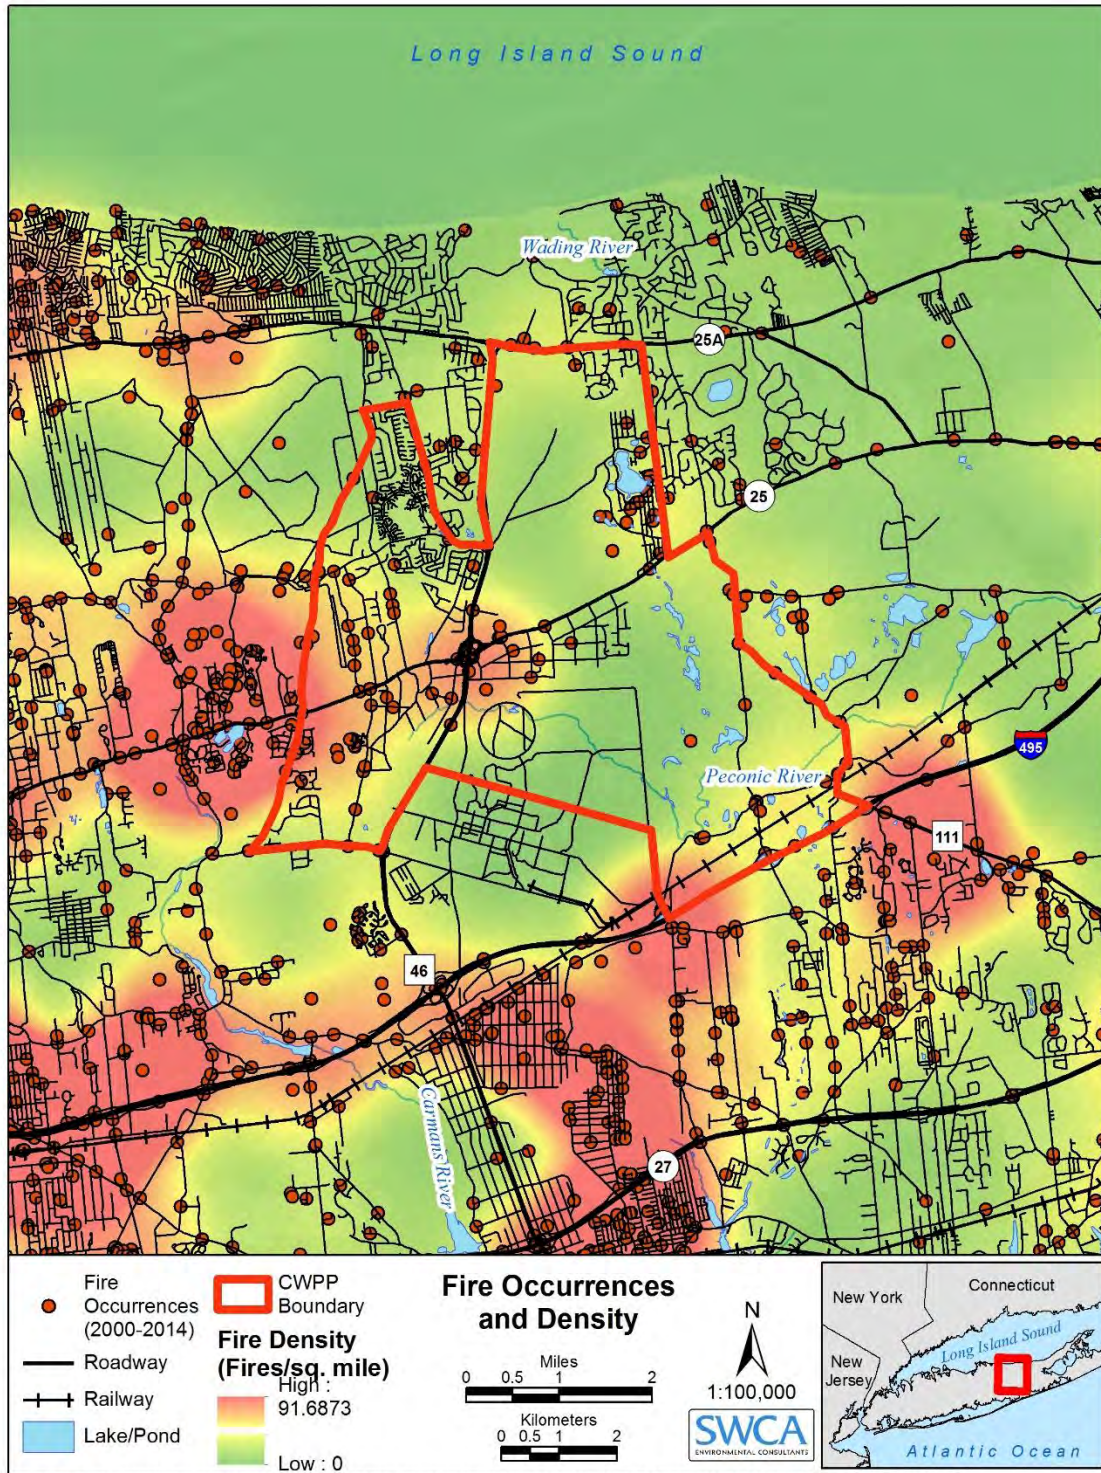 Long Island Sound
Wading River
25A
25
495
Peconic River
111
46
Carmans River
27
Fire
Occurrences
(2000-2014)
Roadway
Railway
Lake/Pond
CWPP
Boundary
Fire Density
(Fires/sq. mile)
High :
91.6873
Low : 0
Fire Occurrences
and Density
Miles
0 0.5 1 2
Kilometers
0 0.5 1 2
N
1:100,000
SWCA
ENVIRONMENTAL CONSULTANTS
New York
Connecticut
Long Island Sound
New
Jersey
Atlantic Ocean